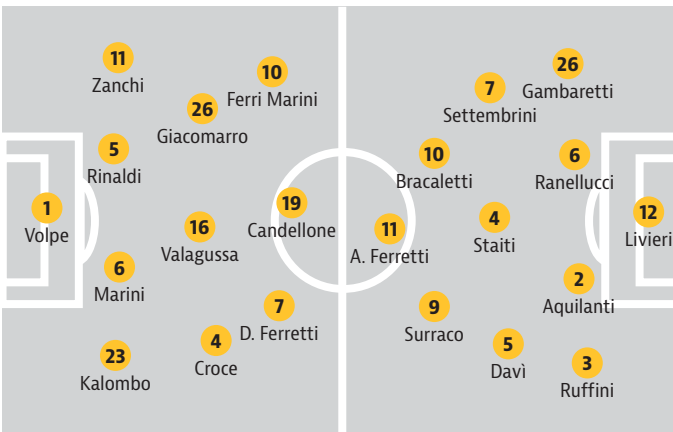 11
Zanchi
10
Ferri Marini
26
Giacomarro
5
Rinaldi
1
Volpe
19
Candellone
16
Valagussa
6
Marini
7
D. Ferretti
4
Croce
23
Kalombo
26
Gambaretti
7
Settembrini
10
Bracaletti
6
Ranellucci
12
Livieri
4
Staiti
11
A. Ferretti
2
Aquilanti
9
Surraco
5
Davì
3
Ruffini